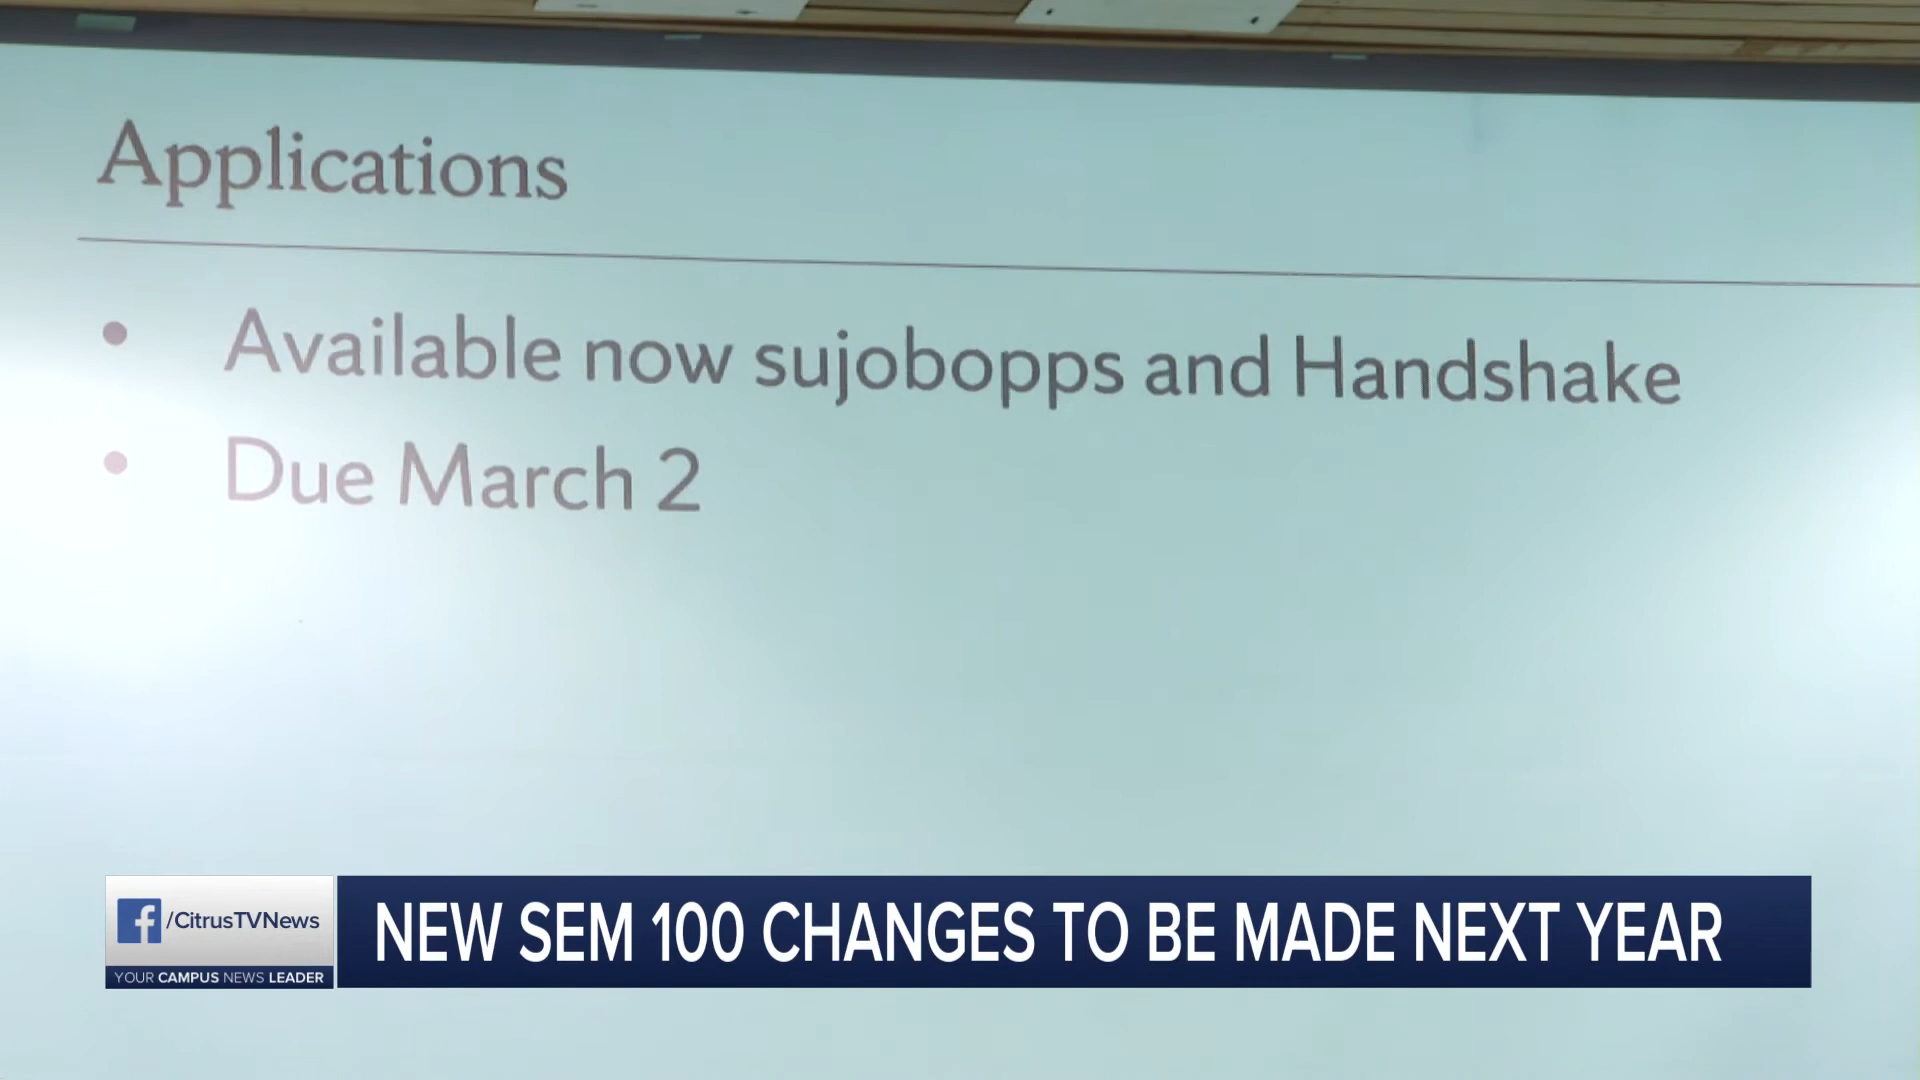 Applications
• Available now sujobopps and Handshake
• Due March 2
/CitrusTVNews
YOUR CAMPUS NEWS LEADER
NEW SEM 100 CHANGES TO BE MADE NEXT YEAR